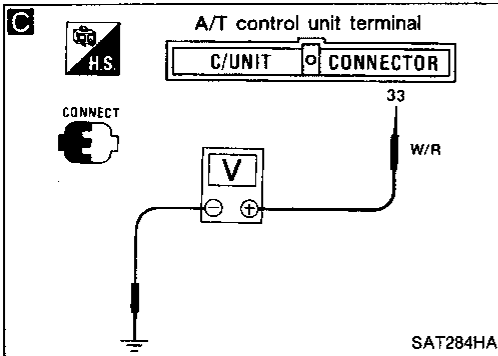 C
A/T control unit terminal
H.S.
C/UNIT CONNECTOR
33
CONNECT
W/R
V
SAT284HA